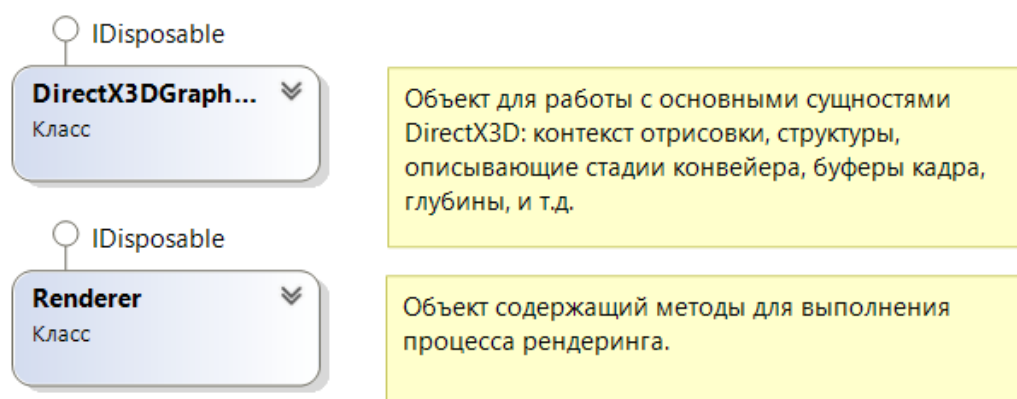 IDisposable
DirectX3DGraph...
Класс
Объект для работы с основными сущностями
DirectX3D: контекст отрисовки, структуры,
описывающие стадии конвейера, буферы кадра,
глубины, и т.д.
IDisposable
Renderer
Класс
Объект содержащий методы для выполнения
процесса рендеринга.